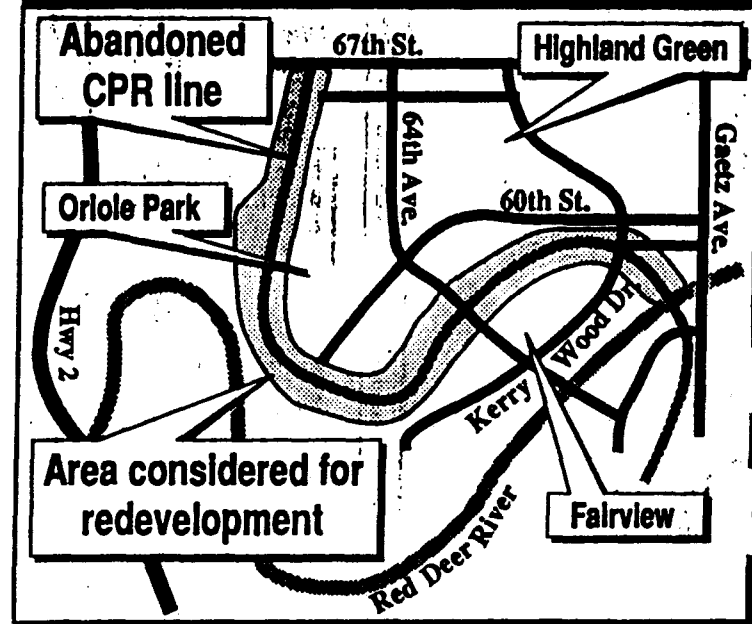 Abandoned
CPR line
67th St.
Highland Green
64th Ave.
Gaetz Ave.
Oriole Park
60th St.
Hwy 2
Kerry Wood Dr.
Area considered for
redevelopment
Fairview
Red Deer River